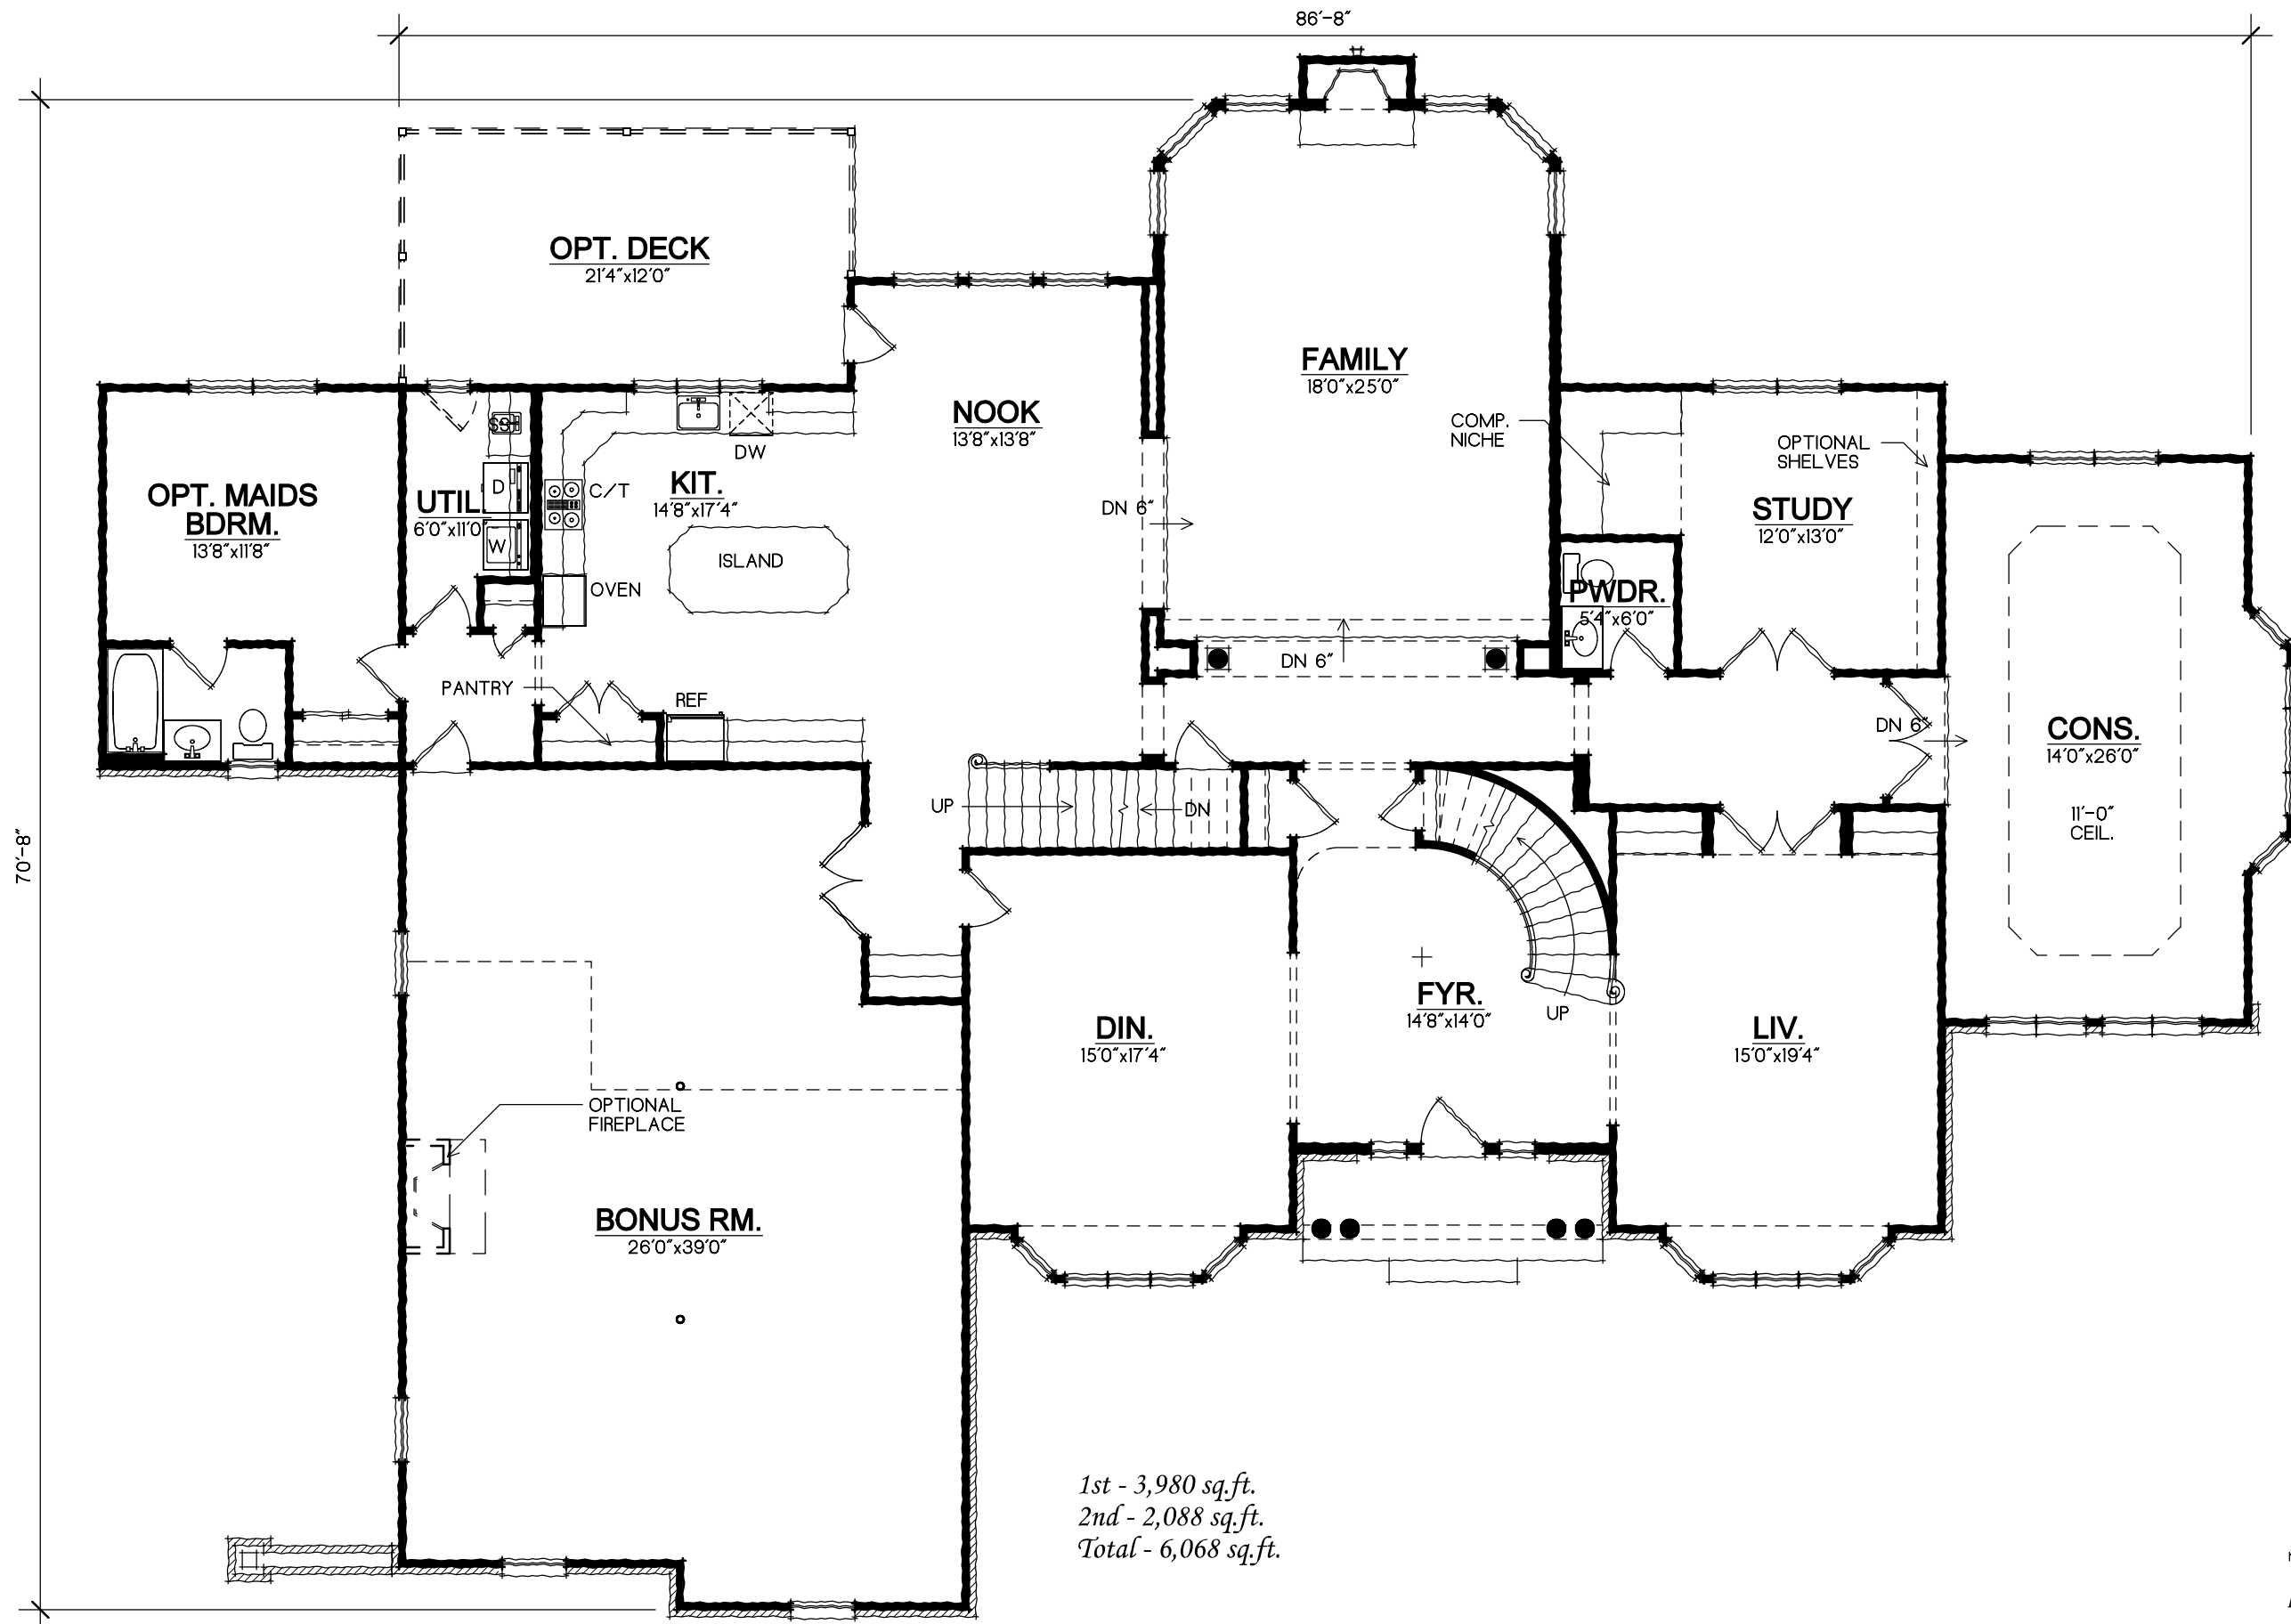 86'-8"
OPT. DECK
21'4"x12'0"
FAMILY
18'0"x25'0"
NOOK
13'8"x13'8"
COMP.
NICHE
OPTIONAL
SHELVES
DW
KIT.
14'8"x17'4"
C/T
D
OPT. MAIDS
BDRM.
13'8"x11'8"
UTIL.
6'0"x11'0
W
DN 6"
STUDY
12'0"x13'0"
ISLAND
OVEN
PWDR.
5'4"x6'0"
DN 6"
PANTRY
REF
DN 6"
CONS.
14'0"x26'0"
11'-0"
CEIL.
UP
DN
70'-8"
FYR.
14'8"x14'0"
UP
DIN.
15'0"x17'4"
LIV.
15'0"x19'4"
OPTIONAL
FIREPLACE
BONUS RM.
26'0"x39'0"
1st - 3,980 sq.ft.
2nd - 2,088 sq.ft.
Total - 6,068 sq.ft.